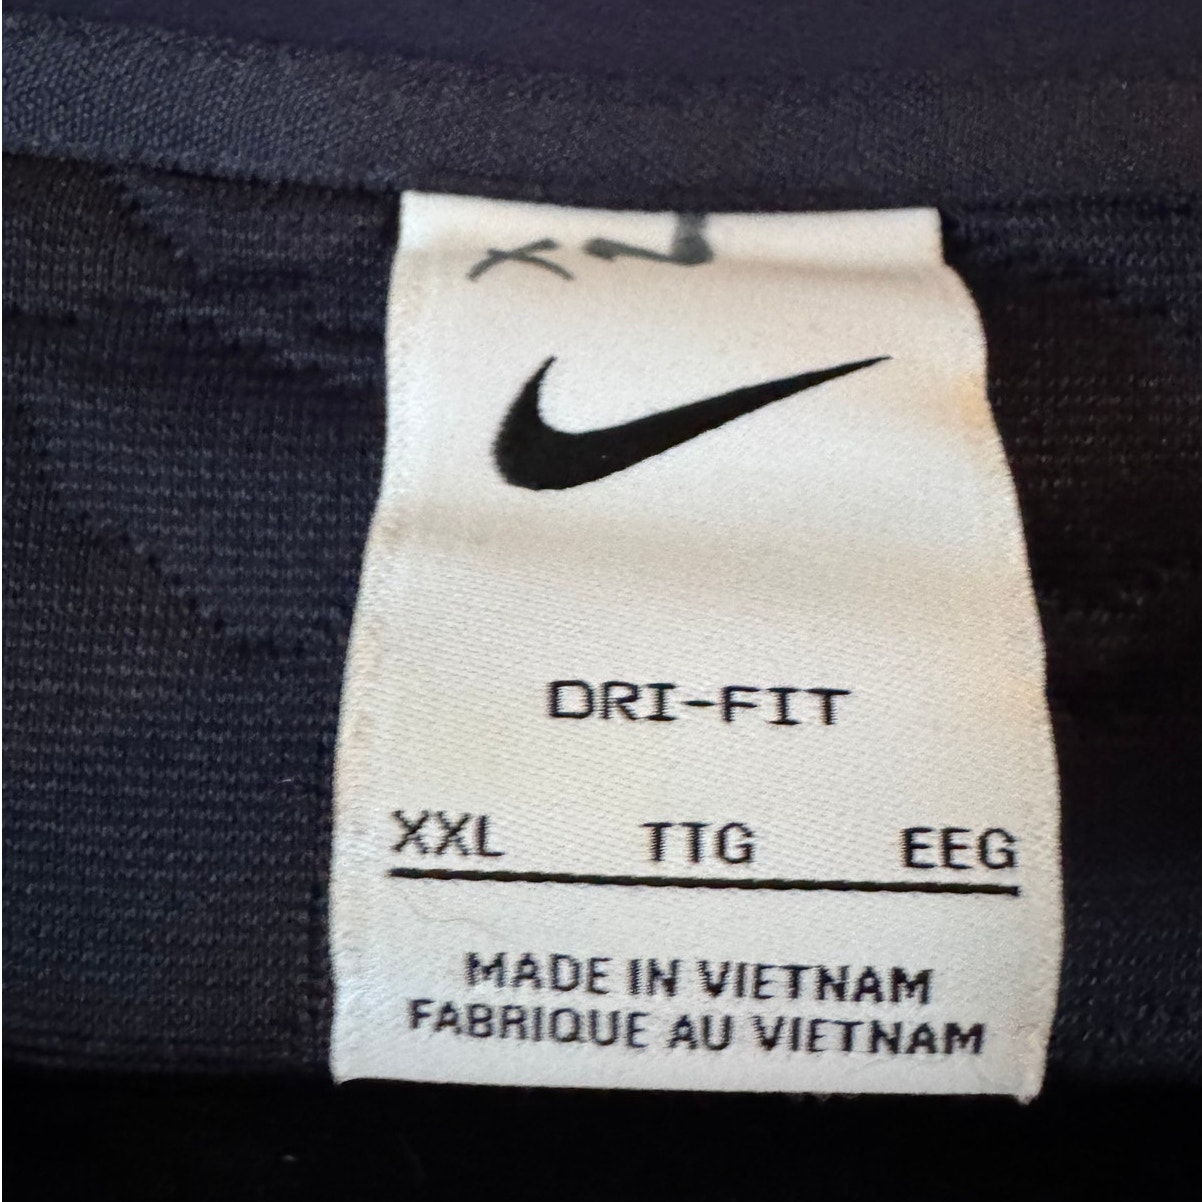 DRI-FIT
XXL TTG EEG
MADE IN VIETNAM
FABRIQUE AU VIETNAM